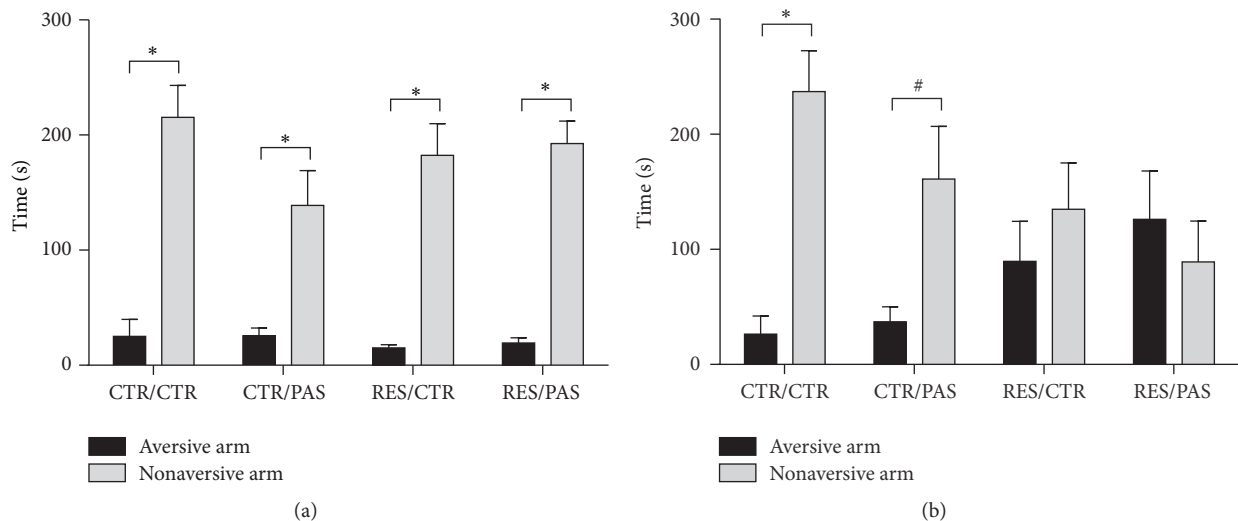 300
200
100
0
Time (s)
*
*
*
*
CTR/CTR CTR/PAS RES/CTR RES/PAS
Aversive arm
Nonaversive arm
(a)
300
200
100
0
Time (s)
*
#
CTR/CTR CTR/PAS RES/CTR RES/PAS
Aversive arm
Nonaversive arm
(b)